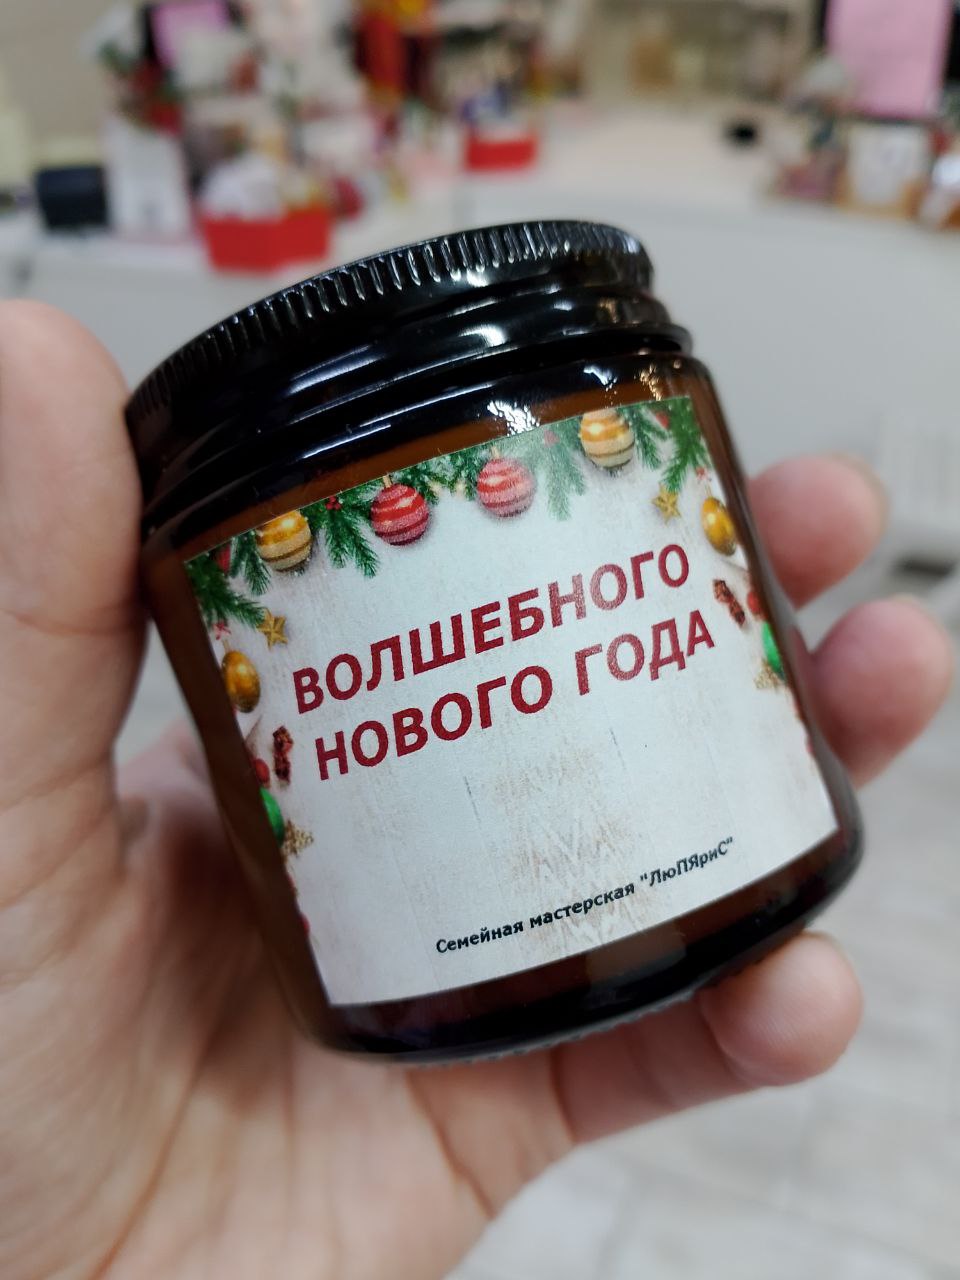 ВОЛШЕБНОГО
НОВОГО ГОДА
Семейная мастерская "ЛюПЯриС"